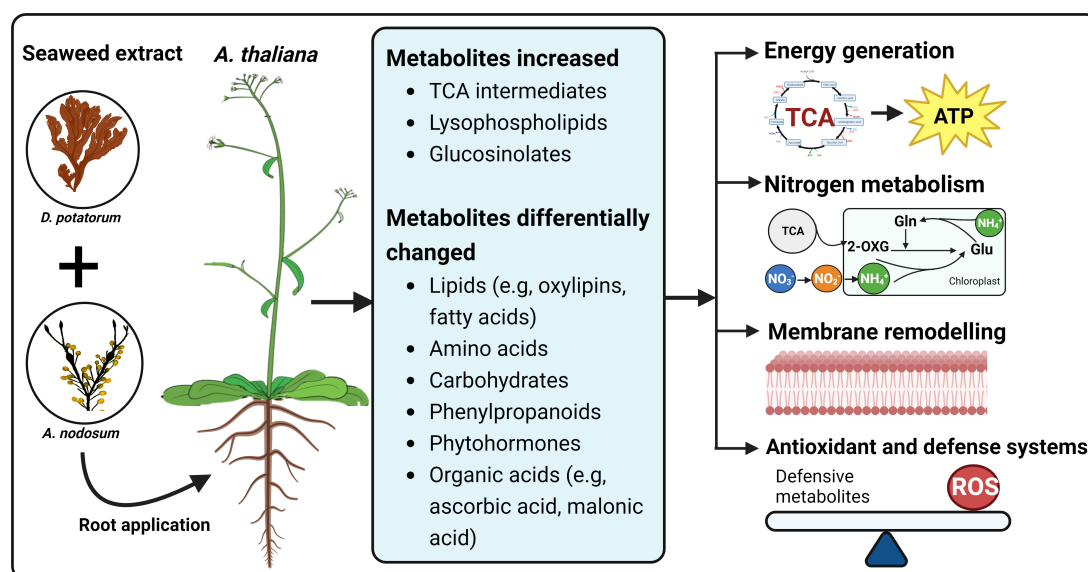 Seaweed extract
A. thaliana
D. potatorum
A. nodosum
Root application
Metabolites increased
• TCA intermediates
• Lysophospholipids
• Glucosinolates
Metabolites differentially
changed
• Lipids (e.g, oxylipins,
fatty acids)
• Amino acids
• Carbohydrates
• Phenylpropanoids
• Phytohormones
• Organic acids (e.g,
ascorbic acid, malonic
acid)
Energy generation
TCA
ATP
Nitrogen metabolism
TCA
Gln
NH₄⁺
2-OXG
Glu
NO₃⁻
NO₂⁻
NH₄⁺
Chloroplast
Membrane remodelling
Antioxidant and defense systems
Defensive
metabolites
ROS